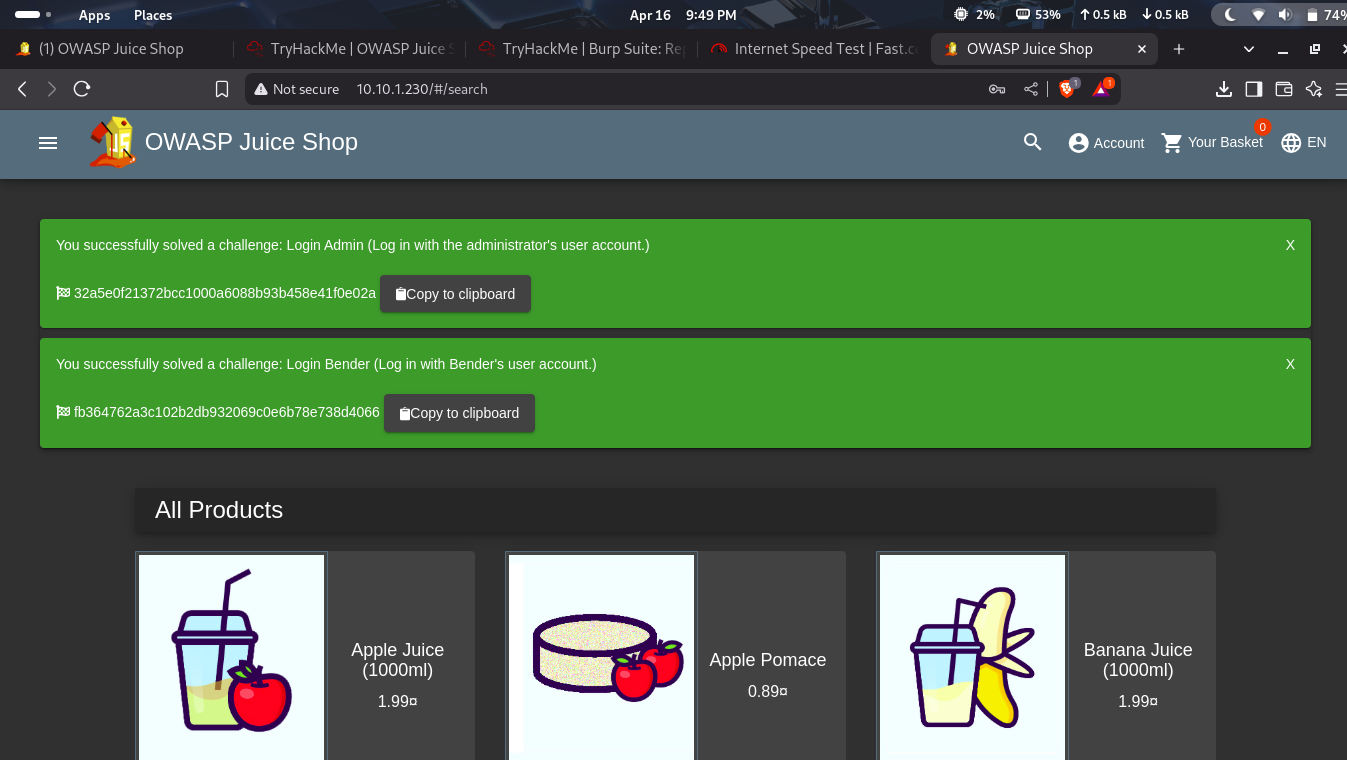 Apps Places Apr 16 9:49 PM 2% 53% 0.5 kB 0.5 kB 74%
(1) OWASP Juice Shop TryHackMe | OWASP Juice S TryHackMe | Burp Suite: Rep Internet Speed Test | Fast.co OWASP Juice Shop
Not secure 10.10.1.230/#/search 1 1
OWASP Juice Shop Account Your Basket 0 EN
You successfully solved a challenge: Login Admin (Log in with the administrator's user account.) X
32a5e0f21372bcc1000a6088b93b458e41f0e02a Copy to clipboard
You successfully solved a challenge: Login Bender (Log in with Bender's user account.) X
fb364762a3c102b2db932069c0e6b78e738d4066 Copy to clipboard
All Products
Apple Juice
(1000ml)
1.99¤
Apple Pomace
0.89¤
Banana Juice
(1000ml)
1.99¤